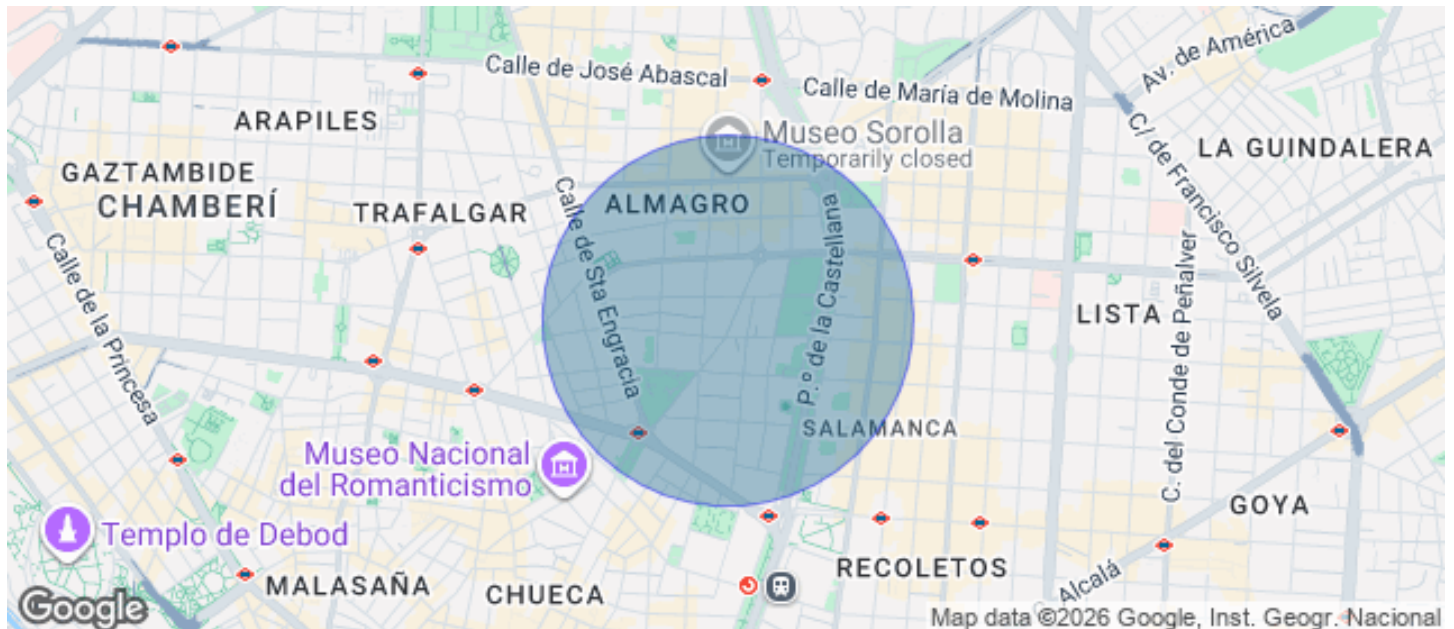 Calle de José Abascal
Av. de América
Calle de María de Molina
ARAPILES
Museo Sorolla
Temporarily closed
C/ de Francisco Silvela
LA GUINDALERA
GAZTAMBIDE
CHAMBERÍ
TRAFALGAR
ALMAGRO
Calle de Sta Engracia
P.º de la Castellana
Calle de la Princesa
LISTA
C. del Conde de Peñalver
SALAMANCA
Museo Nacional
del Romanticismo
GOYA
Templo de Debod
MALASAÑA
CHUECA
RECOLETOS
C. Alcalá
Google
Map data ©2026 Google, Inst. Geogr. Nacional